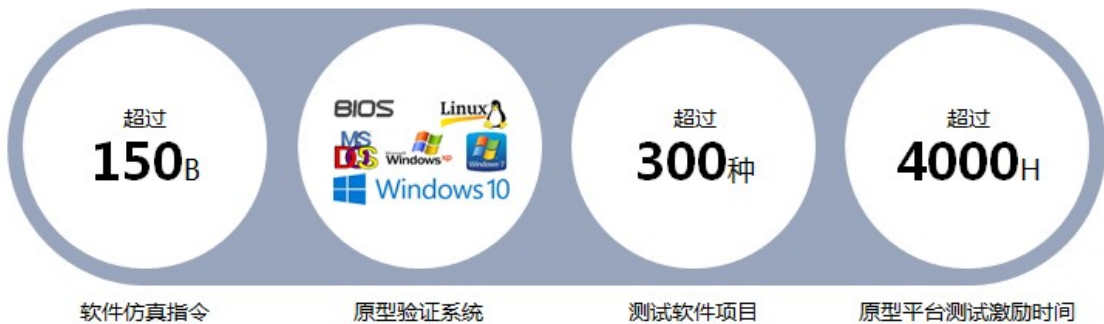 超过
150B
BIOS
Linux
MS
DOS
Microsoft
Windows xp
Windows 7
Windows 10
超过
300种
超过
4000H
软件仿真指令
原型验证系统
测试软件项目
原型平台测试激励时间